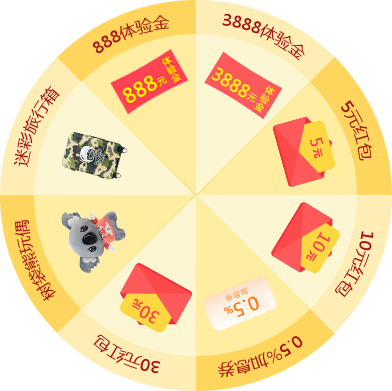 888体验金
888元
体验金
3888体验金
3888元
体验金
5元红包
5元
10元红包
10元
0.5%加息券
加息券
0.5%
30元红包
30元
树袋熊玩偶
迷彩旅行箱